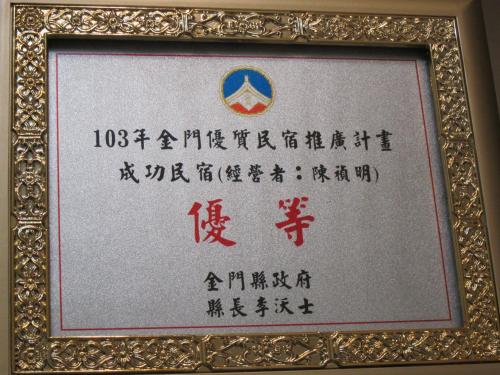 103年金門優質民宿推廣計畫
成功民宿(經營者：陳禎明)
優等
金門縣政府
縣長李沃士